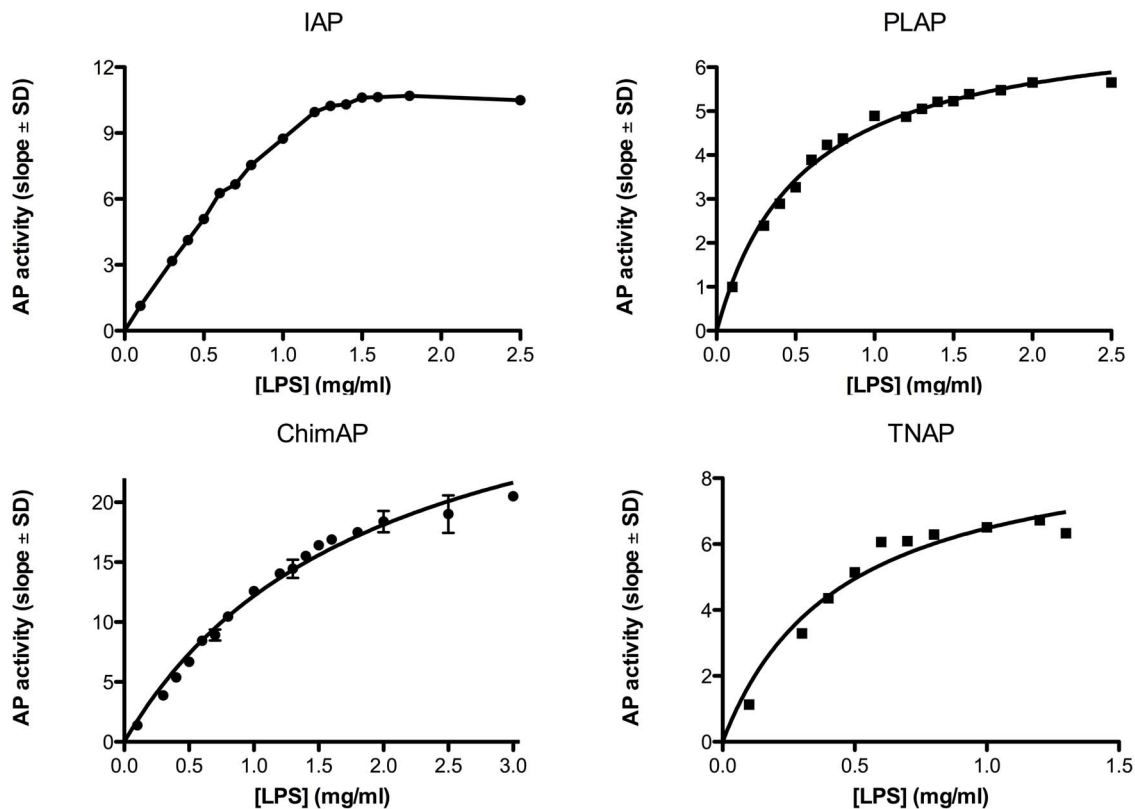 IAP
AP activity (slope ± SD)
12
9
6
3
0
0.0 0.5 1.0 1.5 2.0 2.5
[LPS] (mg/ml)
PLAP
AP activity (slope ± SD)
6
5
4
3
2
1
0
0.0 0.5 1.0 1.5 2.0 2.5
[LPS] (mg/ml)
ChimAP
AP activity (slope ± SD)
20
15
10
5
0
0.0 0.5 1.0 1.5 2.0 2.5 3.0
[LPS] (mg/ml)
TNAP
AP activity (slope ± SD)
8
6
4
2
0
0.0 0.5 1.0 1.5
[LPS] (mg/ml)